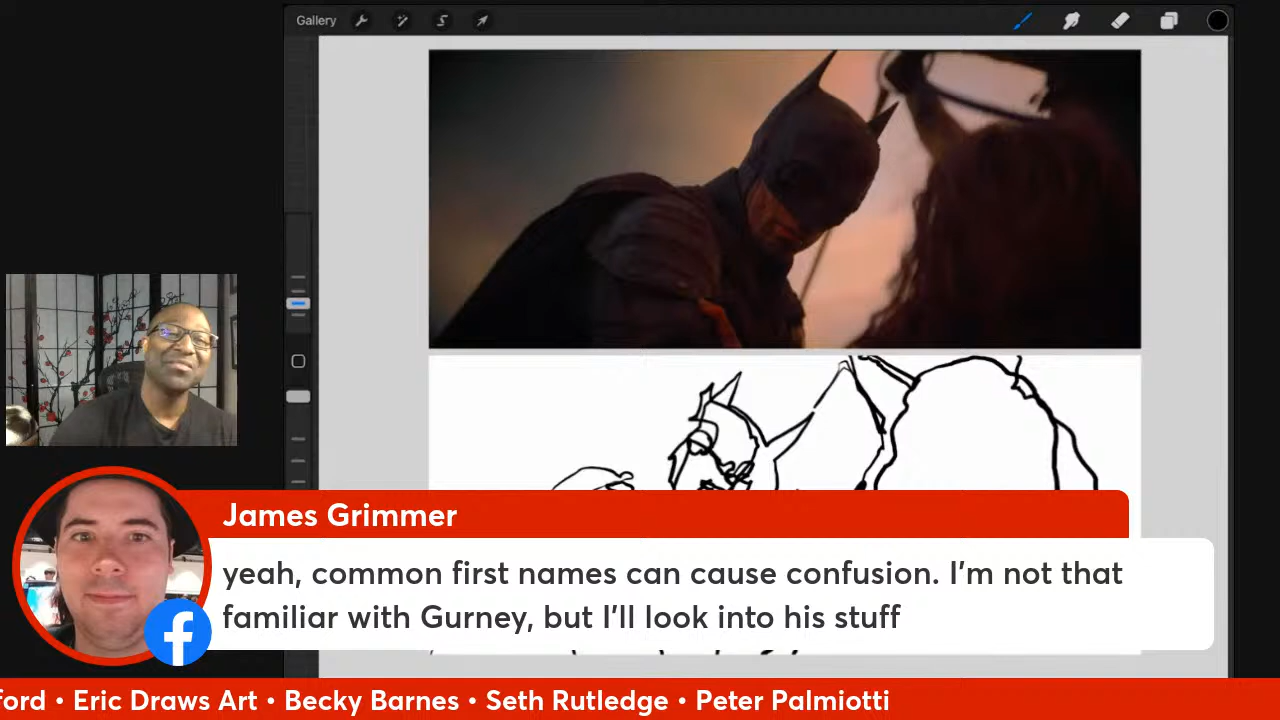 Gallery
James Grimmer
yeah, common first names can cause confusion. I'm not that
familiar with Gurney, but I'll look into his stuff
ford • Eric Draws Art • Becky Barnes • Seth Rutledge • Peter Palmiotti